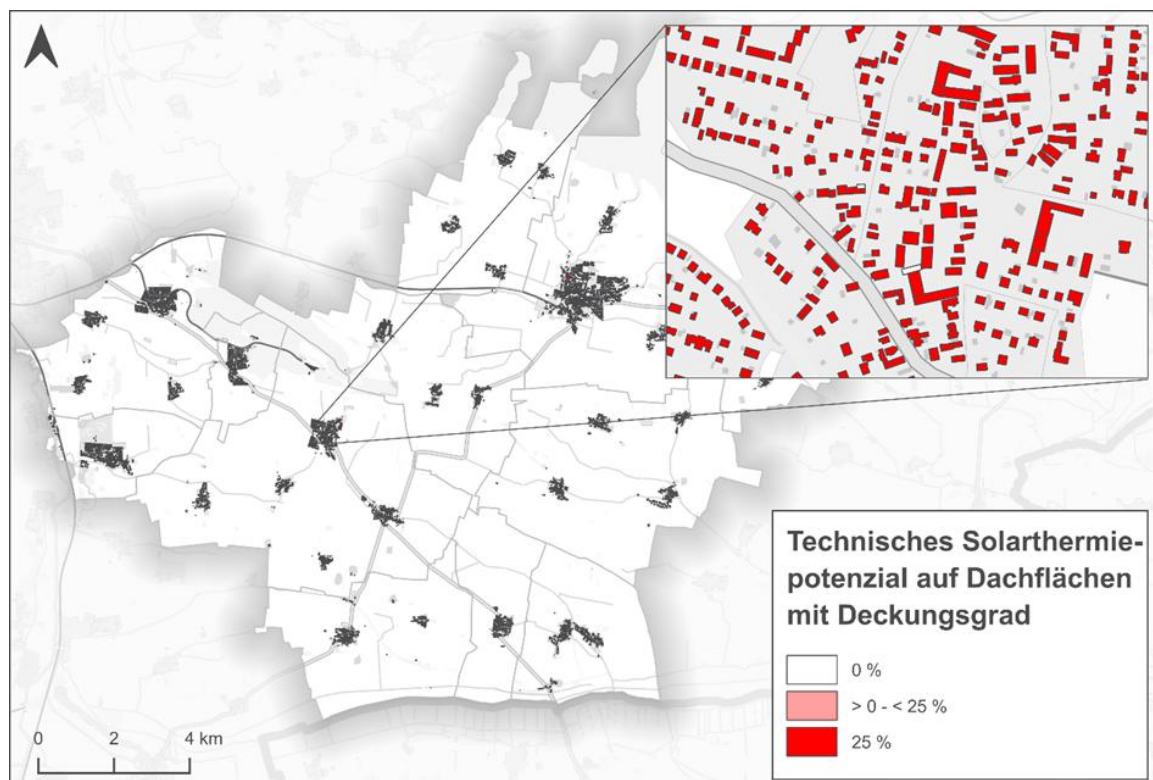 Technisches Solarthermie-
potenzial auf Dachflächen
mit Deckungsgrad
0 %
> 0 - < 25 %
25 %
0 2 4 km